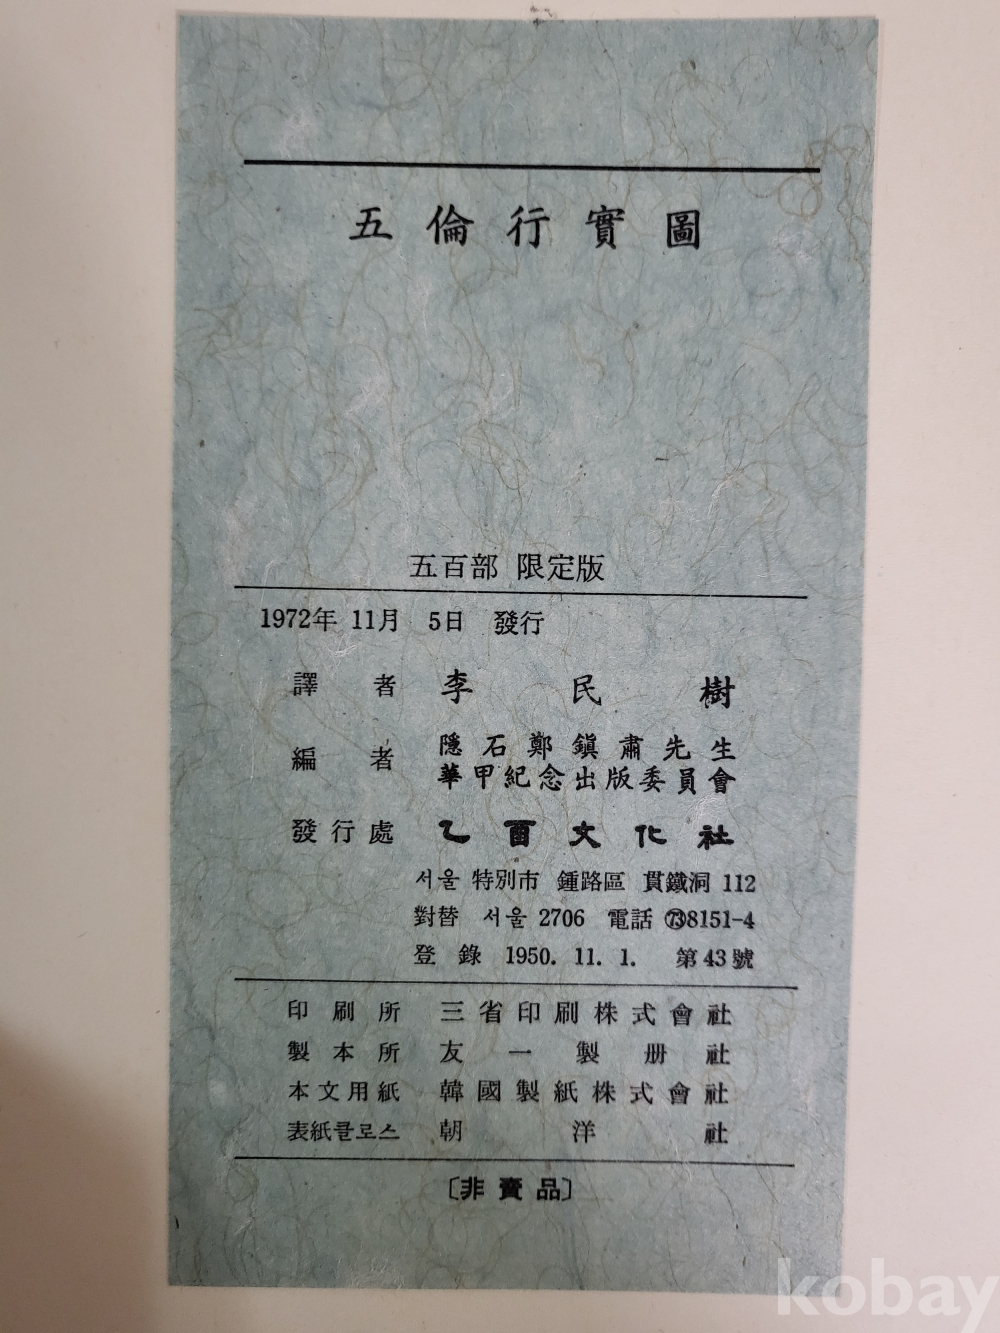 五倫行實圖
五百部 限定版
1972年 11月 5日 發行
譯者 李民樹
編者 隱石鄭鎭肅先生
華甲紀念出版委員會
發行處 乙酉文化社
서울 特別市 鍾路區 貫鐵洞 112
對替 서울 2706 電話 ㊆8151-4
登錄 1950. 11. 1. 第43號
印刷所 三省印刷株式會社
製本所 友一製册社
本文用紙 韓國製紙株式會社
表紙클로스 朝洋社
〔非賣品〕
kobay